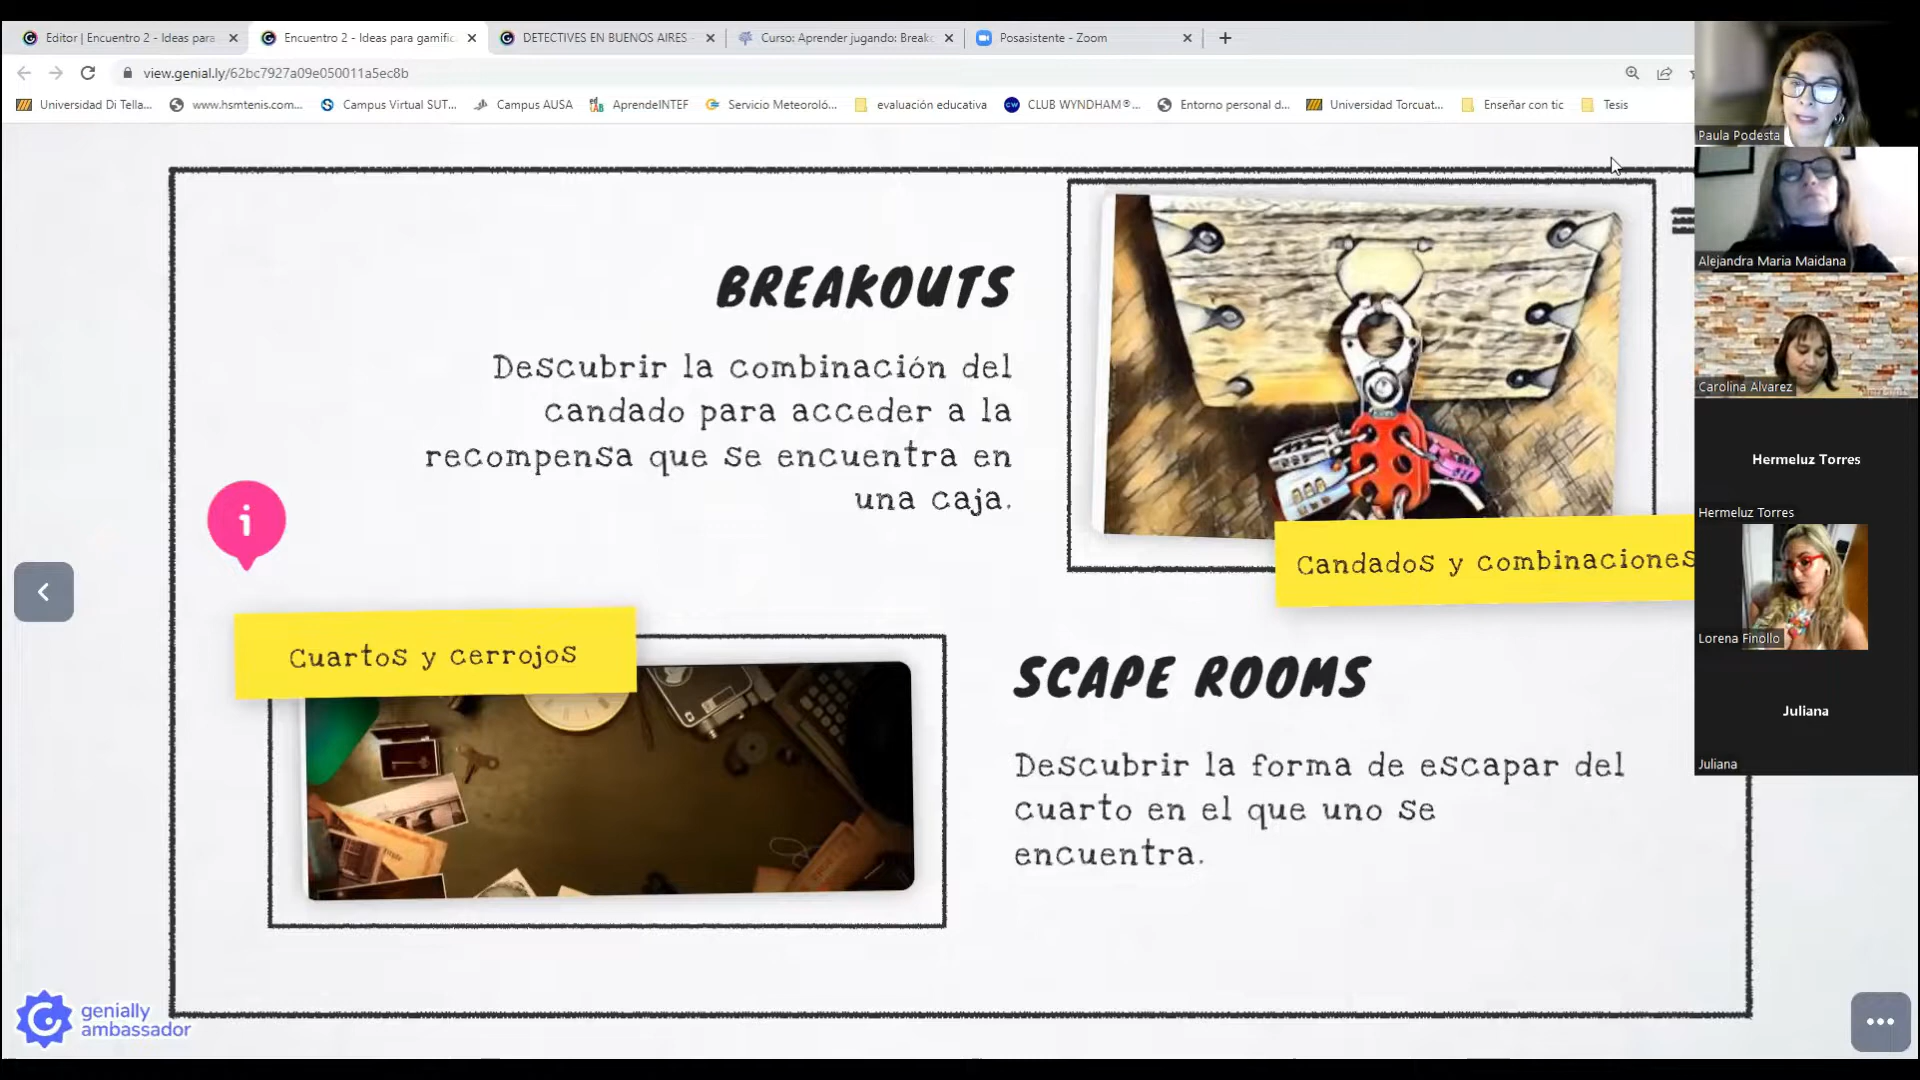 Editor | Encuentro 2 - Ideas para
Encuentro 2 - Ideas para gamific
DETECTIVES EN BUENOS AIRES -
Curso: Aprender jugando: Break
Posasistente - Zoom
view.genial.ly/62bc7927a09e050011a5ec8b
Universidad Di Tella...
www.hsmtenis.com...
Campus Virtual SUT...
Campus AUSA
AprendeINTEF
Servicio Meteoroló...
evaluación educativa
CLUB WYNDHAM®...
Entorno personal d...
Universidad Torcuat...
Enseñar con tic
Tesis
BREAKOUTS
Descubrir la combinación del
candado para acceder a la
recompensa que se encuentra en
una caja.
i
Candados y combinaciones
Cuartos y cerrojos
SCAPE ROOMS
Descubrir la forma de escapar del
cuarto en el que uno se
encuentra.
genially
ambassador
Paula Podesta
Alejandra Maria Maidana
Carolina Alvarez
Hermeluz Torres
Hermeluz Torres
Lorena Finollo
Juliana
Juliana